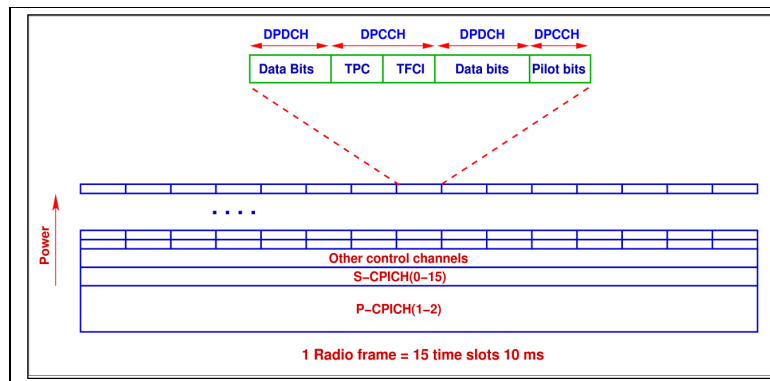 DPDCH DPCCH DPDCH DPCCH
Data Bits TPC TFCI Data bits Pilot bits
. . . .
Power
Other control channels
S−CPICH(0−15)
P−CPICH(1−2)
1 Radio frame = 15 time slots 10 ms